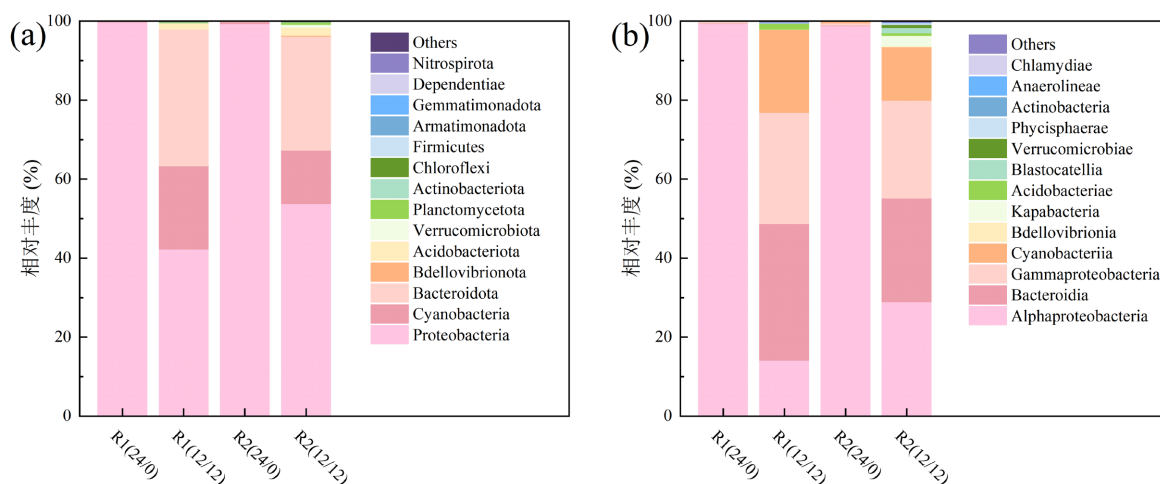 (a)
相对丰度 (%)
100
80
60
40
20
0
R1(24/0)
R1(12/12)
R2(24/0)
R2(12/12)
Others
Nitrospirota
Dependentiae
Gemmatimonadota
Armatimonadota
Firmicutes
Chloroflexi
Actinobacteriota
Planctomycetota
Verrucomicrobiota
Acidobacteriota
Bdellovibrionota
Bacteroidota
Cyanobacteria
Proteobacteria
(b)
相对丰度 (%)
100
80
60
40
20
0
R1(24/0)
R1(12/12)
R2(24/0)
R2(12/12)
Others
Chlamydiae
Anaerolineae
Actinobacteria
Phycisphaerae
Verrucomicrobiae
Blastocatellia
Acidobacteriae
Kapabacteria
Bdellovibrionia
Cyanobacteriia
Gammaproteobacteria
Bacteroidia
Alphaproteobacteria